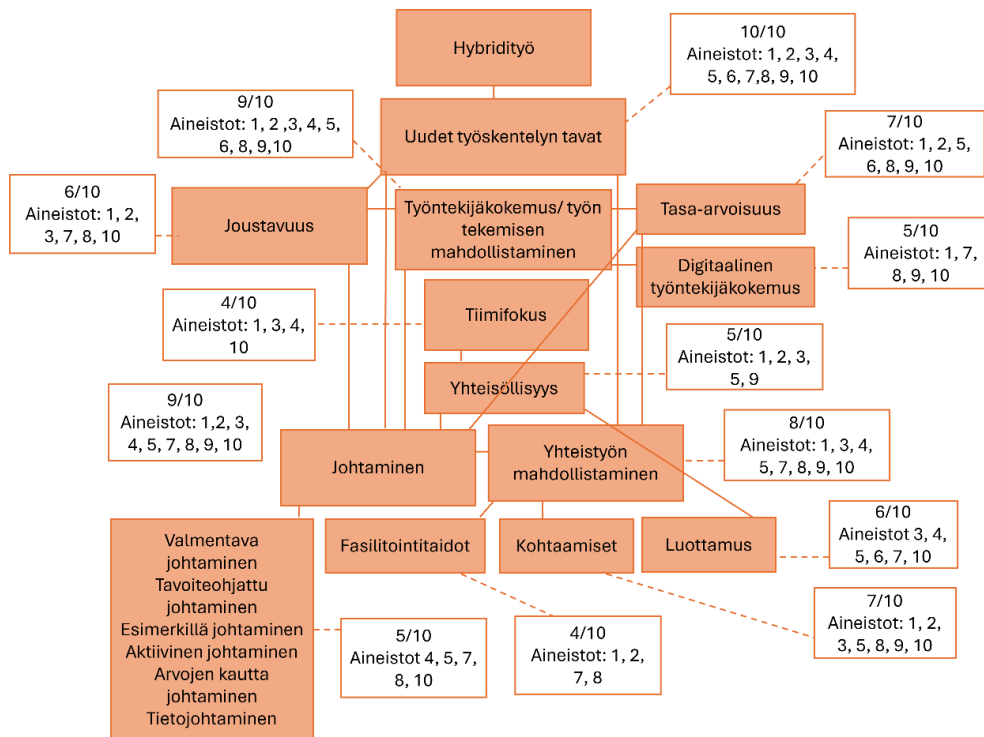 Hybridityö
10/10
Aineistot: 1, 2, 3, 4,
5, 6, 7,8, 9, 10
9/10
Aineistot: 1, 2 ,3, 4, 5,
6, 8, 9,10
Uudet työskentelyn tavat
7/10
Aineistot: 1, 2, 5,
6, 8, 9, 10
6/10
Aineistot: 1, 2,
3, 7, 8, 10
Joustavuus
Työntekijäkokemus/ työn
tekemisen
mahdollistaminen
Tasa-arvoisuus
5/10
Aineistot: 1, 7,
8, 9, 10
Digitaalinen
työntekijäkokemus
4/10
Aineistot: 1, 3, 4,
10
Tiimifokus
5/10
Aineistot: 1, 2, 3,
5, 9
Yhteisöllisyys
9/10
Aineistot: 1,2, 3,
4, 5, 7, 8, 9, 10
Johtaminen
Yhteistyön
mahdollistaminen
8/10
Aineistot: 1, 3, 4,
5, 7, 8, 9, 10
Valmentava
johtaminen
Tavoiteohjattu
johtaminen
Esimerkillä johtaminen
Aktiivinen johtaminen
Arvojen kautta
johtaminen
Tietojohtaminen
Fasilitointitaidot
Kohtaamiset
Luottamus
6/10
Aineistot 3, 4,
5, 6, 7, 10
5/10
Aineistot 4, 5, 7,
8, 10
4/10
Aineistot: 1, 2,
7, 8
7/10
Aineistot: 1, 2,
3, 5, 8, 9, 10